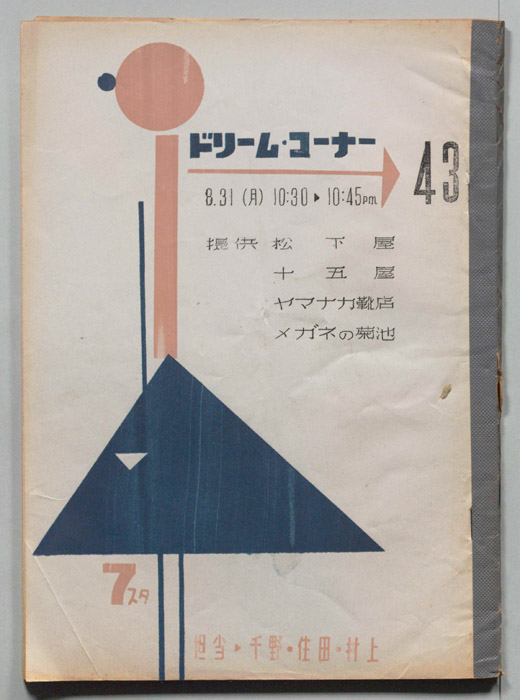 ドリーム・コーナー
43
8.31 (月) 10:30 ▶ 10:45 p.m.
提供 松下屋
十五屋
ヤマナカ靴店
メガネの菊池
7スタ
担当 ▶ 千野・住田・村上